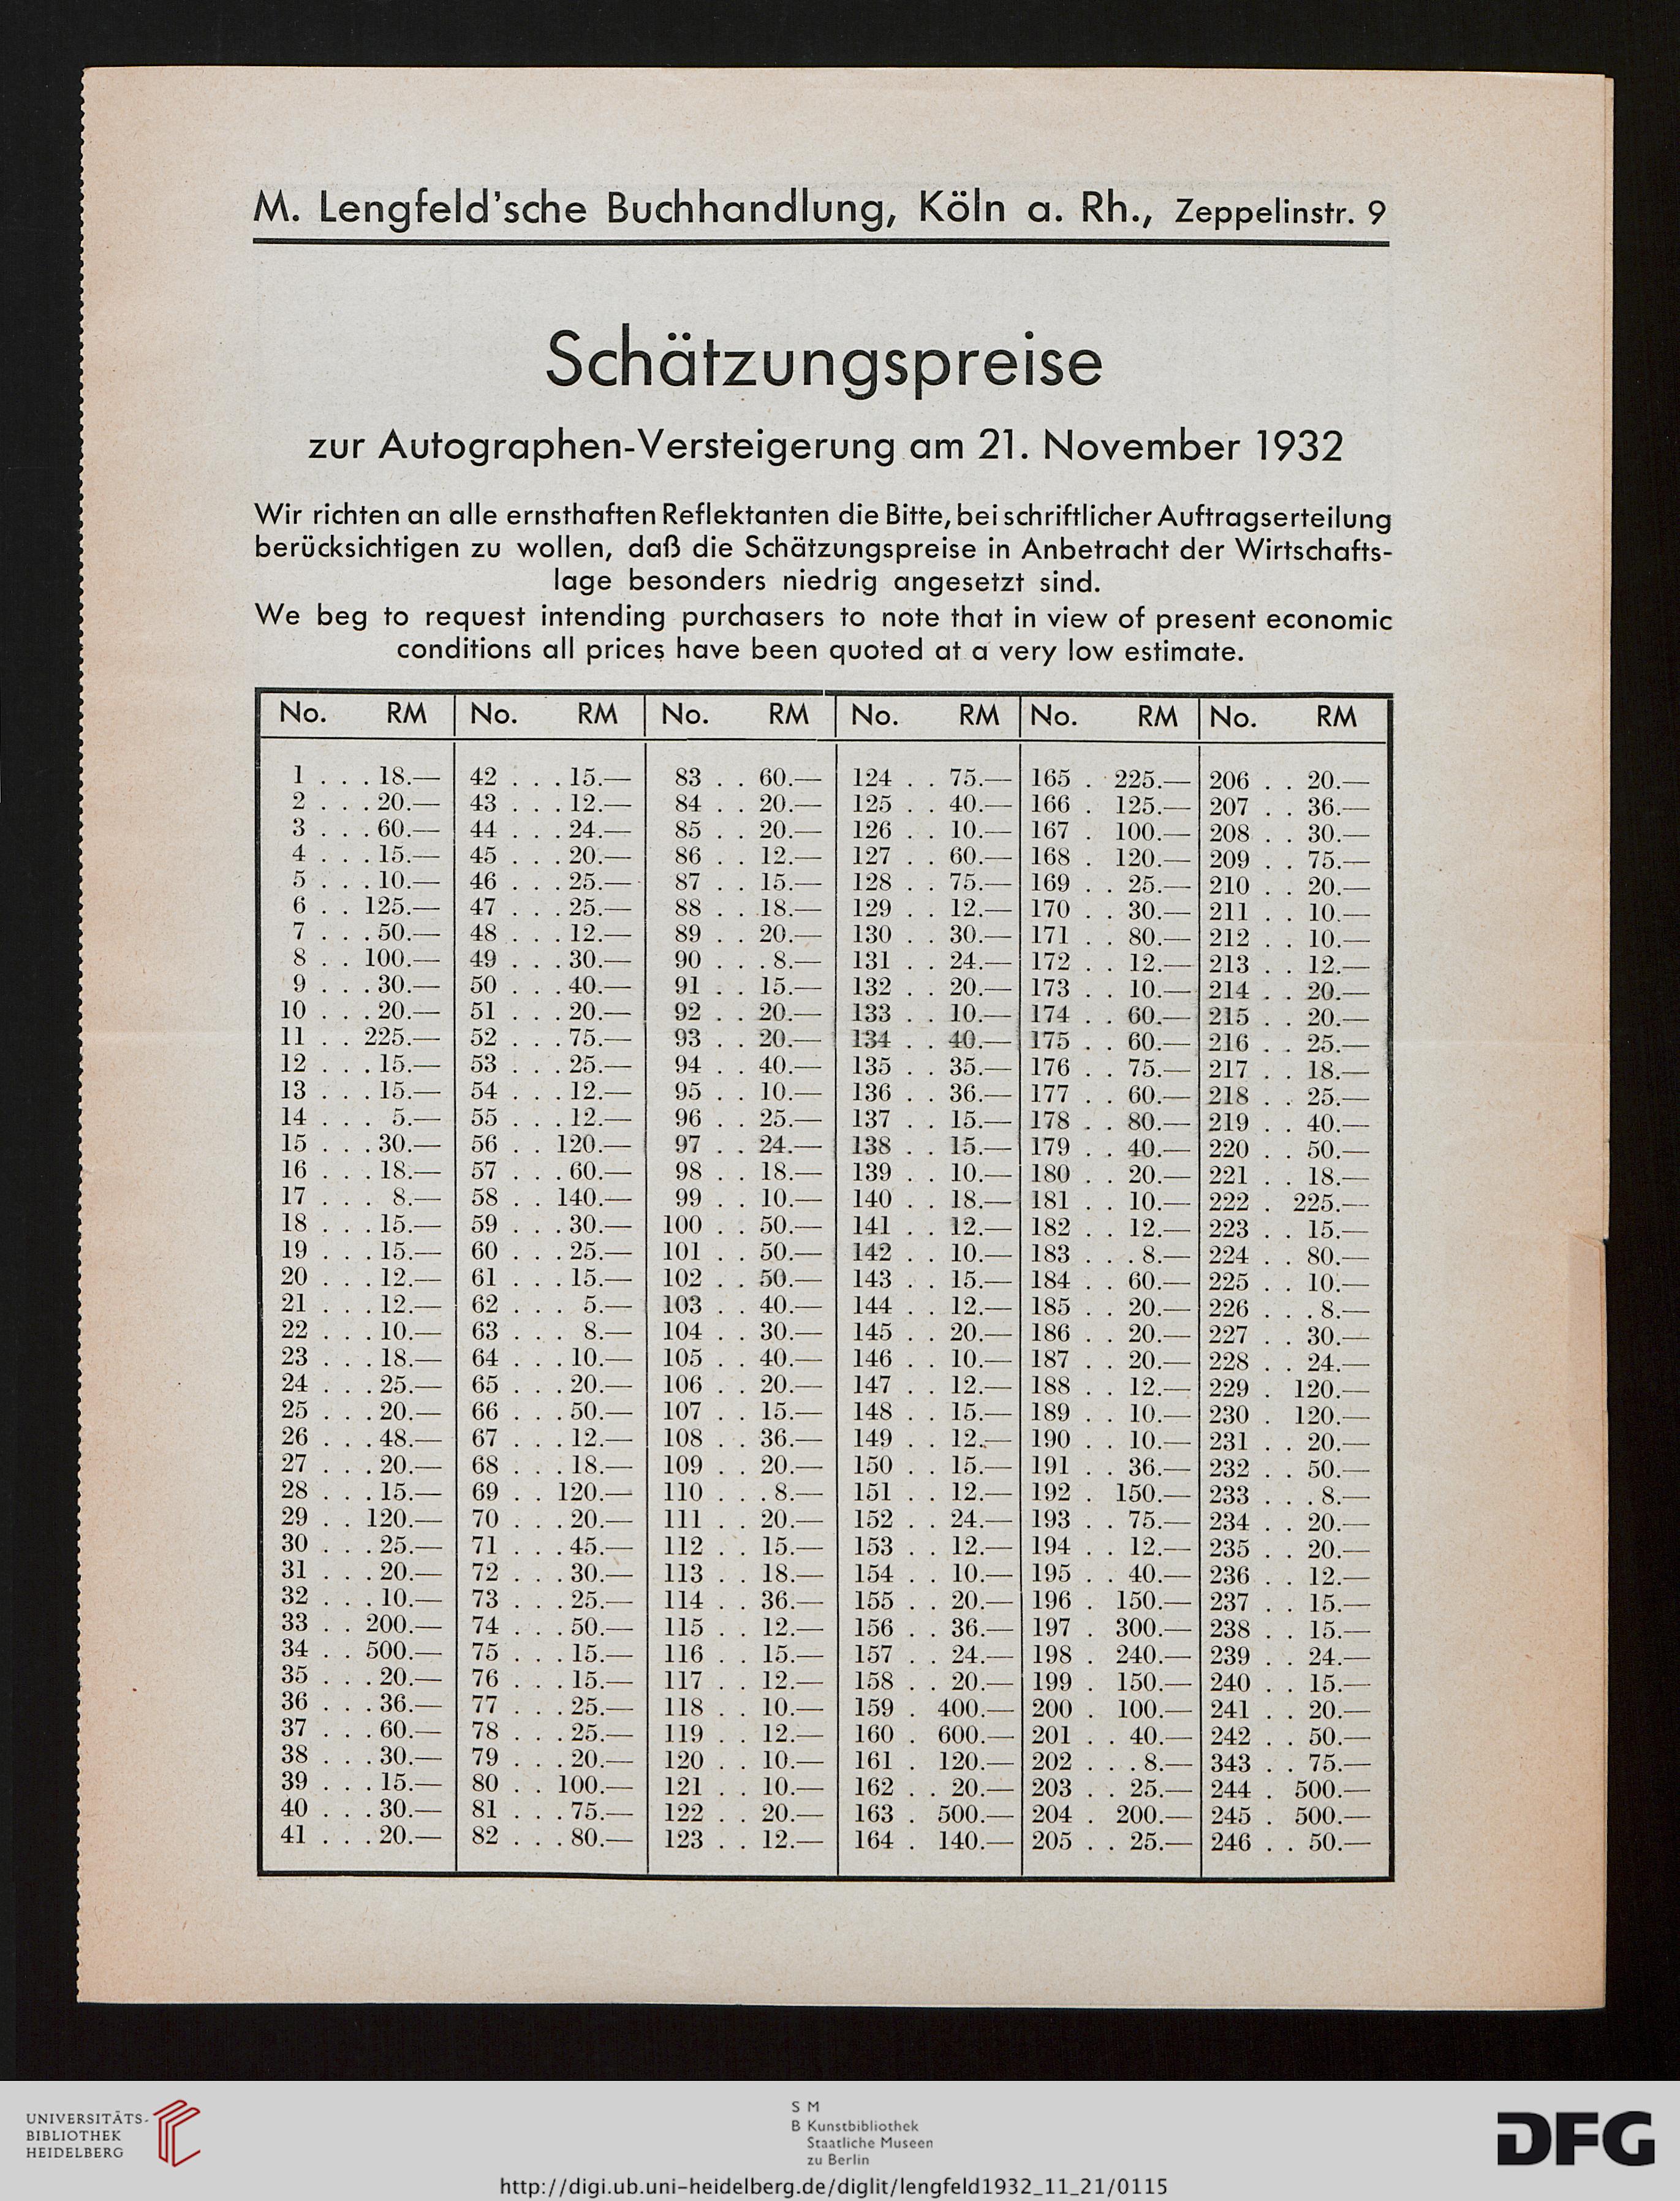 M. Lengfeld'sche Buchhandlung, Köln a. Rh., Zeppelinstr. 9
Schätzungspreise
zur Autographen-Versteigerung am 21. November 1932
Wir richten an alle ernsthaften Reflektanten die Bitte, bei schriftlicher Auftragserteilung
berücksichtigen zu wollen, daß die Schätzungspreise in Anbetracht der Wirtschafts-
lage besonders niedrig angesetzt sind.
We beg to request intending purchasers to note that in view of present economic
conditions all prices have been quoted at a very low estimate.
No. RM No. RM No. RM No. RM No. RM No. RM
1 . . . 18.— 42 . . . 15.— 83 . . 60.— 124 . . 75.— 165 . 225.— 206 . . 20.—
2 . . . 20.— 43 . . . 12.— 84 . . 20.— 125 . . 40.— 166 . 125.— 207 . . 36.—
3 . . . 60.— 44 . . . 24.— 85 . . 20.— 126 . . 10.— 167 . 100.— 208 . . 30.—
4 . . . 15.— 45 . . . 20.— 86 . . 12.— 127 . . 60.— 168 . 120.— 209 . . 75.—
5 . . . 10.— 46 . . . 25.— 87 . . 15.— 128 . . 75.— 169 . . 25.— 210 . . 20.—
6 . . 125.— 47 . . . 25.— 88 . . 18.— 129 . . 12.— 170 . . 30.— 211 . . 10.—
7 . . . 50.— 48 . . . 12.— 89 . . 20.— 130 . . 30.— 171 . . 80.— 212 . . 10.—
8 . . 100.— 49 . . . 30.— 90 . . . 8.— 131 . . 24.— 172 . . 12.— 213 . . 12.—
9 . . . 30.— 50 . . . 40.— 91 . . 15.— 132 . . 20.— 173 . . 10.— 214 . . 20.—
10 . . . 20.— 51 . . . 20.— 92 . . 20.— 133 . . 10.— 174 . . 60.— 215 . . 20.—
11 . . 225.— 52 . . . 75.— 93 . . 20.— 134 . . 40.— 175 . . 60.— 216 . . 25.—
12 . . . 15.— 53 . . . 25.— 94 . . 40.— 135 . . 35.— 176 . . 75.— 217 . . 18.—
13 . . . 15.— 54 . . . 12.— 95 . . 10.— 136 . . 36.— 177 . . 60.— 218 . . 25.—
14 . . . 5.— 55 . . . 12.— 96 . . 25.— 137 . . 15.— 178 . . 80.— 219 . . 40.—
15 . . . 30.— 56 . . 120.— 97 . . 24.— 138 . . 15.— 179 . . 40.— 220 . . 50.—
16 . . . 18.— 57 . . . 60.— 98 . . 18.— 139 . . 10.— 180 . . 20.— 221 . . 18.—
17 . . . 8.— 58 . . 140.— 99 . . 10.— 140 . . 18.— 181 . . 10.— 222 . 225.—
18 . . . 15.— 59 . . . 30.— 100 . . 50.— 141 . . 12.— 182 . . 12.— 223 . . 15.—
19 . . . 15.— 60 . . . 25.— 101 . . 50.— 142 . . 10.— 183 . . . 8.— 224 . . 80.—
20 . . . 12.— 61 . . . 15.— 102 . . 50.— 143 . . 15.— 184 . . 60.— 225 . . 10.—
21 . . . 12.— 62 . . . 5.— 103 . . 40.— 144 . . 12.— 185 . . 20.— 226 . . . 8.—
22 . . . 10.— 63 . . . 8.— 104 . . 30.— 145 . . 20.— 186 . . 20.— 227 . . 30.—
23 . . . 18.— 64 . . . 10.— 105 . . 40.— 146 . . 10.— 187 . . 20.— 228 . . 24.—
24 . . . 25.— 65 . . . 20.— 106 . . 20.— 147 . . 12.— 188 . . 12.— 229 . 120.—
25 . . . 20.— 66 . . . 50.— 107 . . 15.— 148 . . 15.— 189 . . 10.— 230 . 120.—
26 . . . 48.— 67 . . . 12.— 108 . . 36.— 149 . . 12.— 190 . . 10.— 231 . . 20.—
27 . . . 20.— 68 . . . 18.— 109 . . 20.— 150 . . 15.— 191 . . 36.— 232 . . 50.—
28 . . . 15.— 69 . . 120.— 110 . . . 8.— 151 . . 12.— 192 . 150.— 233 . . . 8.—
29 . . 120.— 70 . . . 20.— 111 . . 20.— 152 . . 24.— 193 . . 75.— 234 . . 20.—
30 . . . 25.— 71 . . . 45.— 112 . . 15.— 153 . . 12.— 194 . . 12.— 235 . . 20.—
31 . . . 20.— 72 . . . 30.— 113 . . 18.— 154 . . 10.— 195 . . 40.— 236 . . 12.—
32 . . . 10.— 73 . . . 25.— 114 . . 36.— 155 . . 20.— 196 . 150.— 237 . . 15.—
33 . . 200.— 74 . . . 50.— 115 . . 12.— 156 . . 36.— 197 . 300.— 238 . . 15.—
34 . . 500.— 75 . . . 15.— 116 . . 15.— 157 . . 24.— 198 . 240.— 239 . . 24.—
35 . . . 20.— 76 . . . 15.— 117 . . 12.— 158 . . 20.— 199 . 150.— 240 . . 15.—
36 . . . 36.— 77 . . . 25.— 118 . . 10.— 159 . 400.— 200 . 100.— 241 . . 20.—
37 . . . 60.— 78 . . . 25.— 119 . . 12.— 160 . 600.— 201 . . 40.— 242 . . 50.—
38 . . . 30.— 79 . . . 20.— 120 . . 10.— 161 . 120.— 202 . . . 8.— 343 . . 75.—
39 . . . 15.— 80 . . 100.— 121 . . 10.— 162 . . 20.— 203 . . 25.— 244 . 500.—
40 . . . 30.— 81 . . . 75.— 122 . . 20.— 163 . 500.— 204 . 200.— 245 . 500.—
41 . . . 20.— 82 . . . 80.— 123 . . 12.— 164 . 140.— 205 . . 25.— 246 . . 50.—
UNIVERSITÄTS-
BIBLIOTHEK
HEIDELBERG
S M
B Kunstbibliothek
Staatliche Museen
zu Berlin
DFG
http://digi.ub.uni-heidelberg.de/diglit/lengfeld1932_11_21/0115